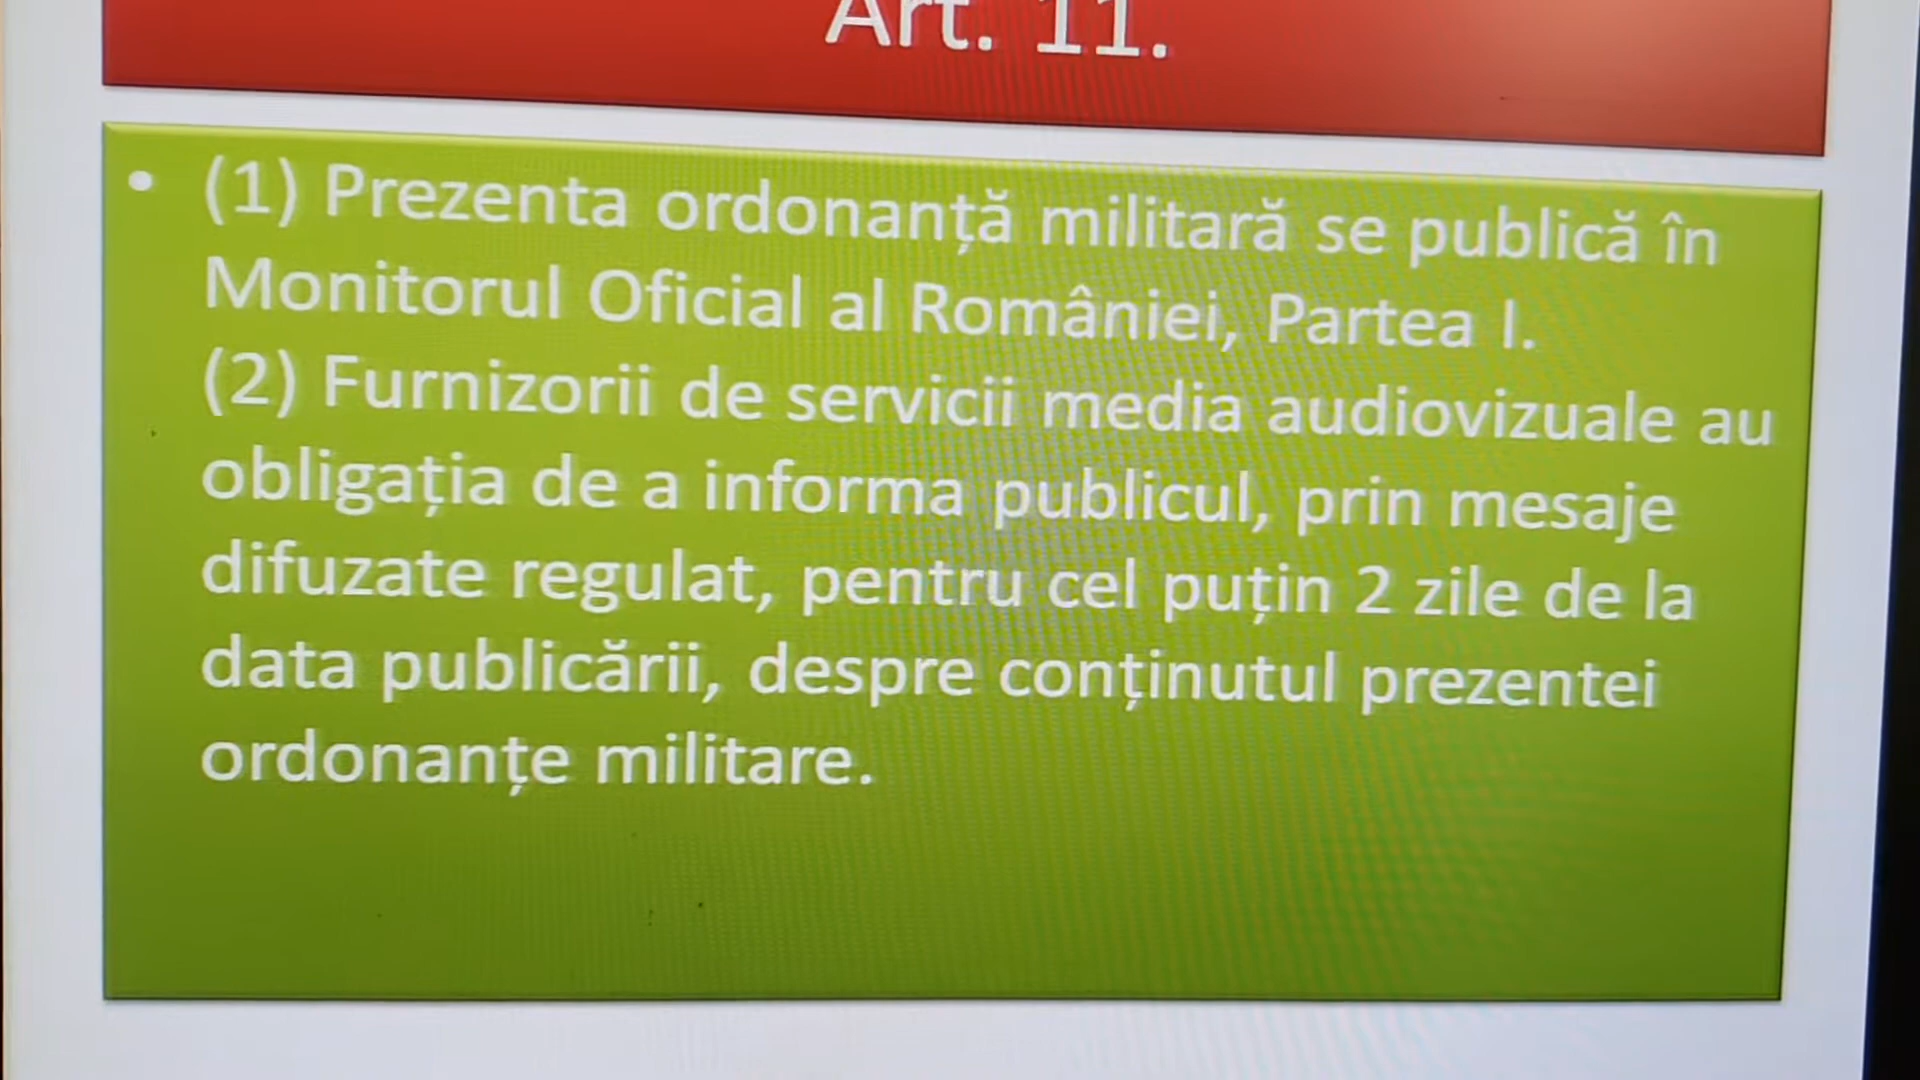 Art. 11.
• (1) Prezenta ordonanță militară se publică în
Monitorul Oficial al României, Partea I.
(2) Furnizorii de servicii media audiovizuale au
obligația de a informa publicul, prin mesaje
difuzate regulat, pentru cel puțin 2 zile de la
data publicării, despre conținutul prezentei
ordonanțe militare.